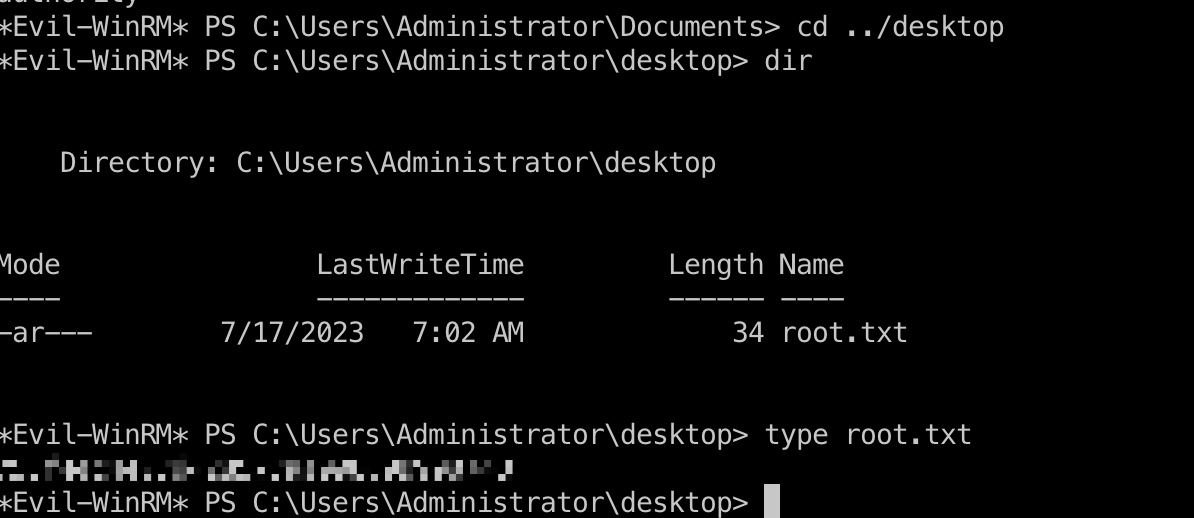 authority
*Evil-WinRM* PS C:\Users\Administrator\Documents> cd ../desktop
*Evil-WinRM* PS C:\Users\Administrator\desktop> dir
Directory: C:\Users\Administrator\desktop
Mode LastWriteTime Length Name
---- ------------- ------ ----
-ar--- 7/17/2023 7:02 AM 34 root.txt
*Evil-WinRM* PS C:\Users\Administrator\desktop> type root.txt
*Evil-WinRM* PS C:\Users\Administrator\desktop>